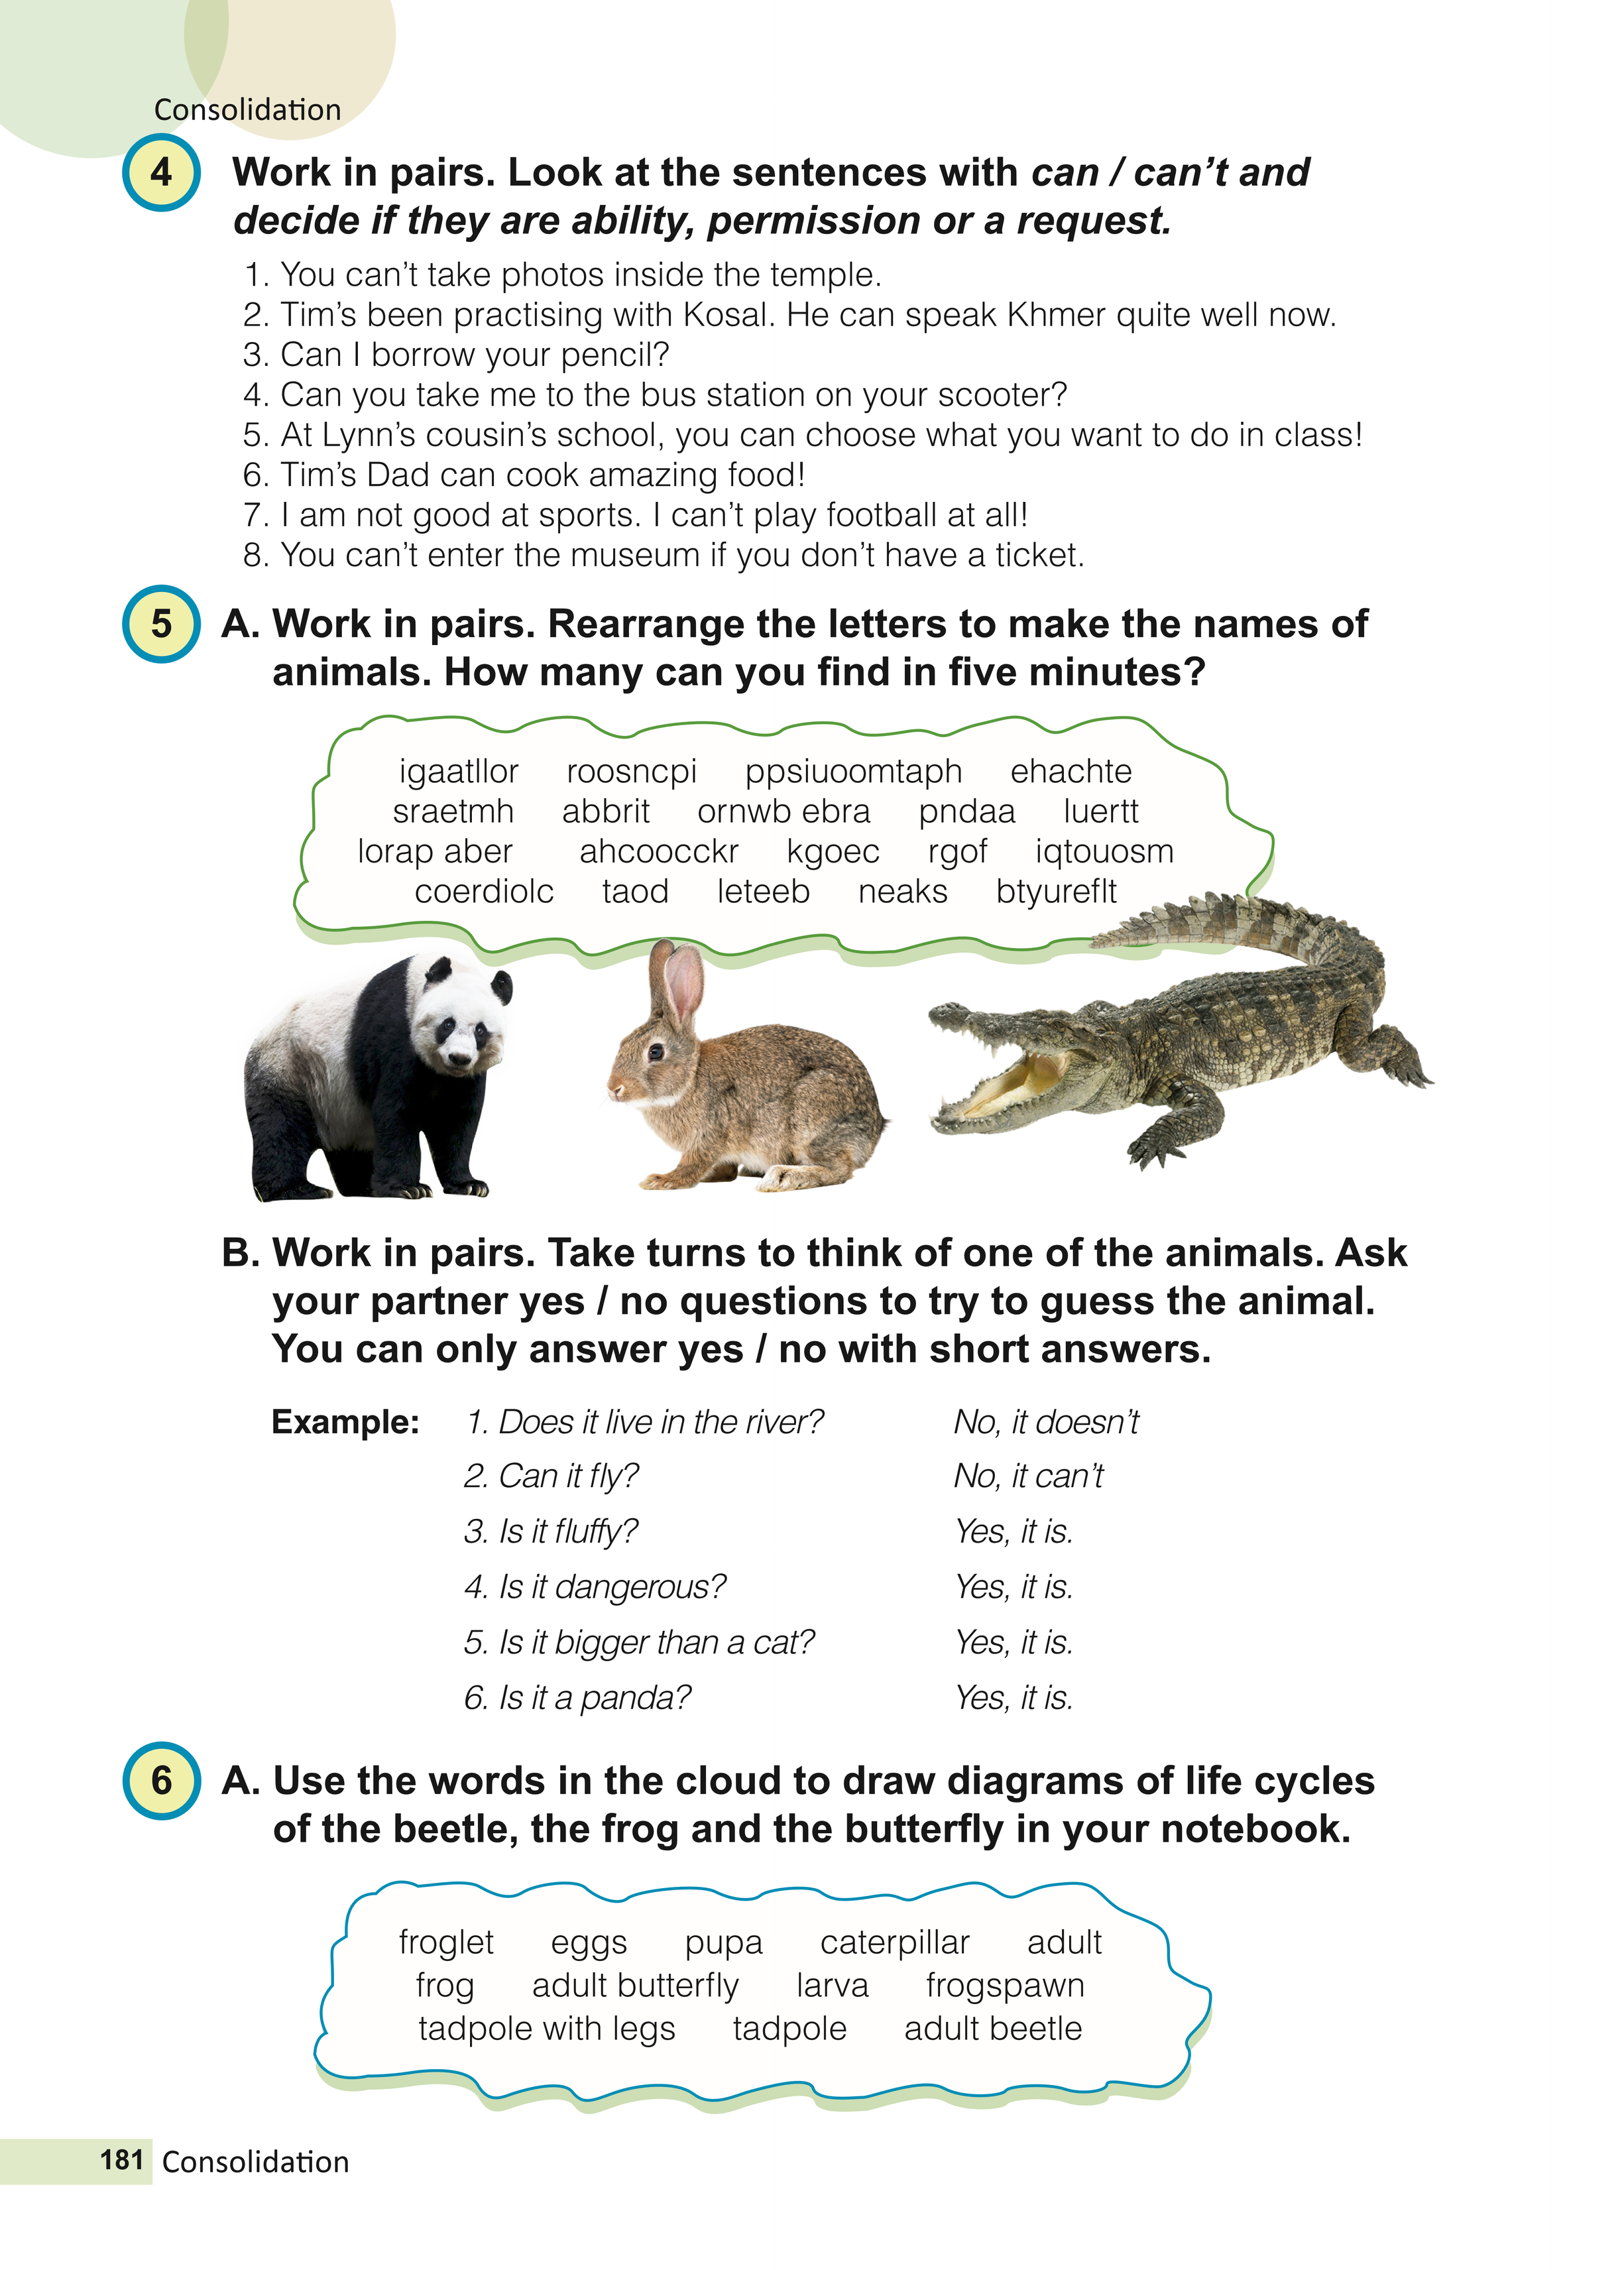 Consolidation
4 Work in pairs. Look at the sentences with can / can’t and
decide if they are ability, permission or a request.
1. You can’t take photos inside the temple.
2. Tim’s been practising with Kosal. He can speak Khmer quite well now.
3. Can I borrow your pencil?
4. Can you take me to the bus station on your scooter?
5. At Lynn’s cousin’s school, you can choose what you want to do in class!
6. Tim’s Dad can cook amazing food!
7. I am not good at sports. I can’t play football at all!
8. You can’t enter the museum if you don’t have a ticket.
5 A. Work in pairs. Rearrange the letters to make the names of
animals. How many can you find in five minutes?
igaatllor roosncpi ppsiuoomtaph ehachte
sraetmh abbrit ornwb ebra pndaa luertt
lorap aber ahcoocckr kgoec rgof iqtouosm
coerdiolc taod leteeb neaks btyureflt
B. Work in pairs. Take turns to think of one of the animals. Ask
your partner yes / no questions to try to guess the animal.
You can only answer yes / no with short answers.
Example: 1. Does it live in the river? No, it doesn’t
2. Can it fly? No, it can’t
3. Is it fluffy? Yes, it is.
4. Is it dangerous? Yes, it is.
5. Is it bigger than a cat? Yes, it is.
6. Is it a panda? Yes, it is.
6 A. Use the words in the cloud to draw diagrams of life cycles
of the beetle, the frog and the butterfly in your notebook.
froglet eggs pupa caterpillar adult
frog adult butterfly larva frogspawn
tadpole with legs tadpole adult beetle
181 Consolidation